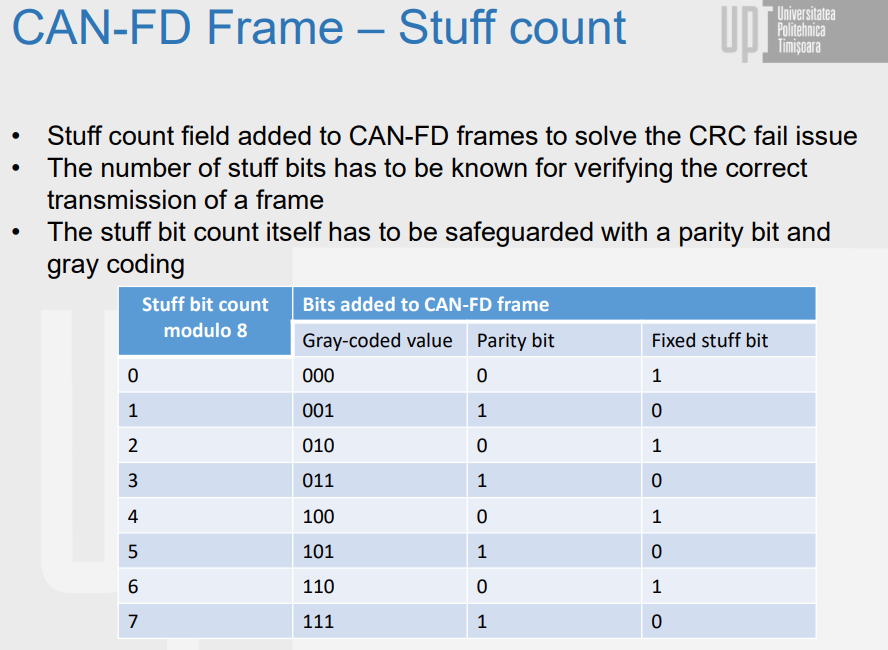 CAN-FD Frame – Stuff count
upt
Universitatea
Politehnica
Timișoara
• Stuff count field added to CAN-FD frames to solve the CRC fail issue
• The number of stuff bits has to be known for verifying the correct
transmission of a frame
• The stuff bit count itself has to be safeguarded with a parity bit and
gray coding
Stuff bit count
modulo 8
Bits added to CAN-FD frame
Gray-coded value Parity bit Fixed stuff bit
0 000 0 1
1 001 1 0
2 010 0 1
3 011 1 0
4 100 0 1
5 101 1 0
6 110 0 1
7 111 1 0